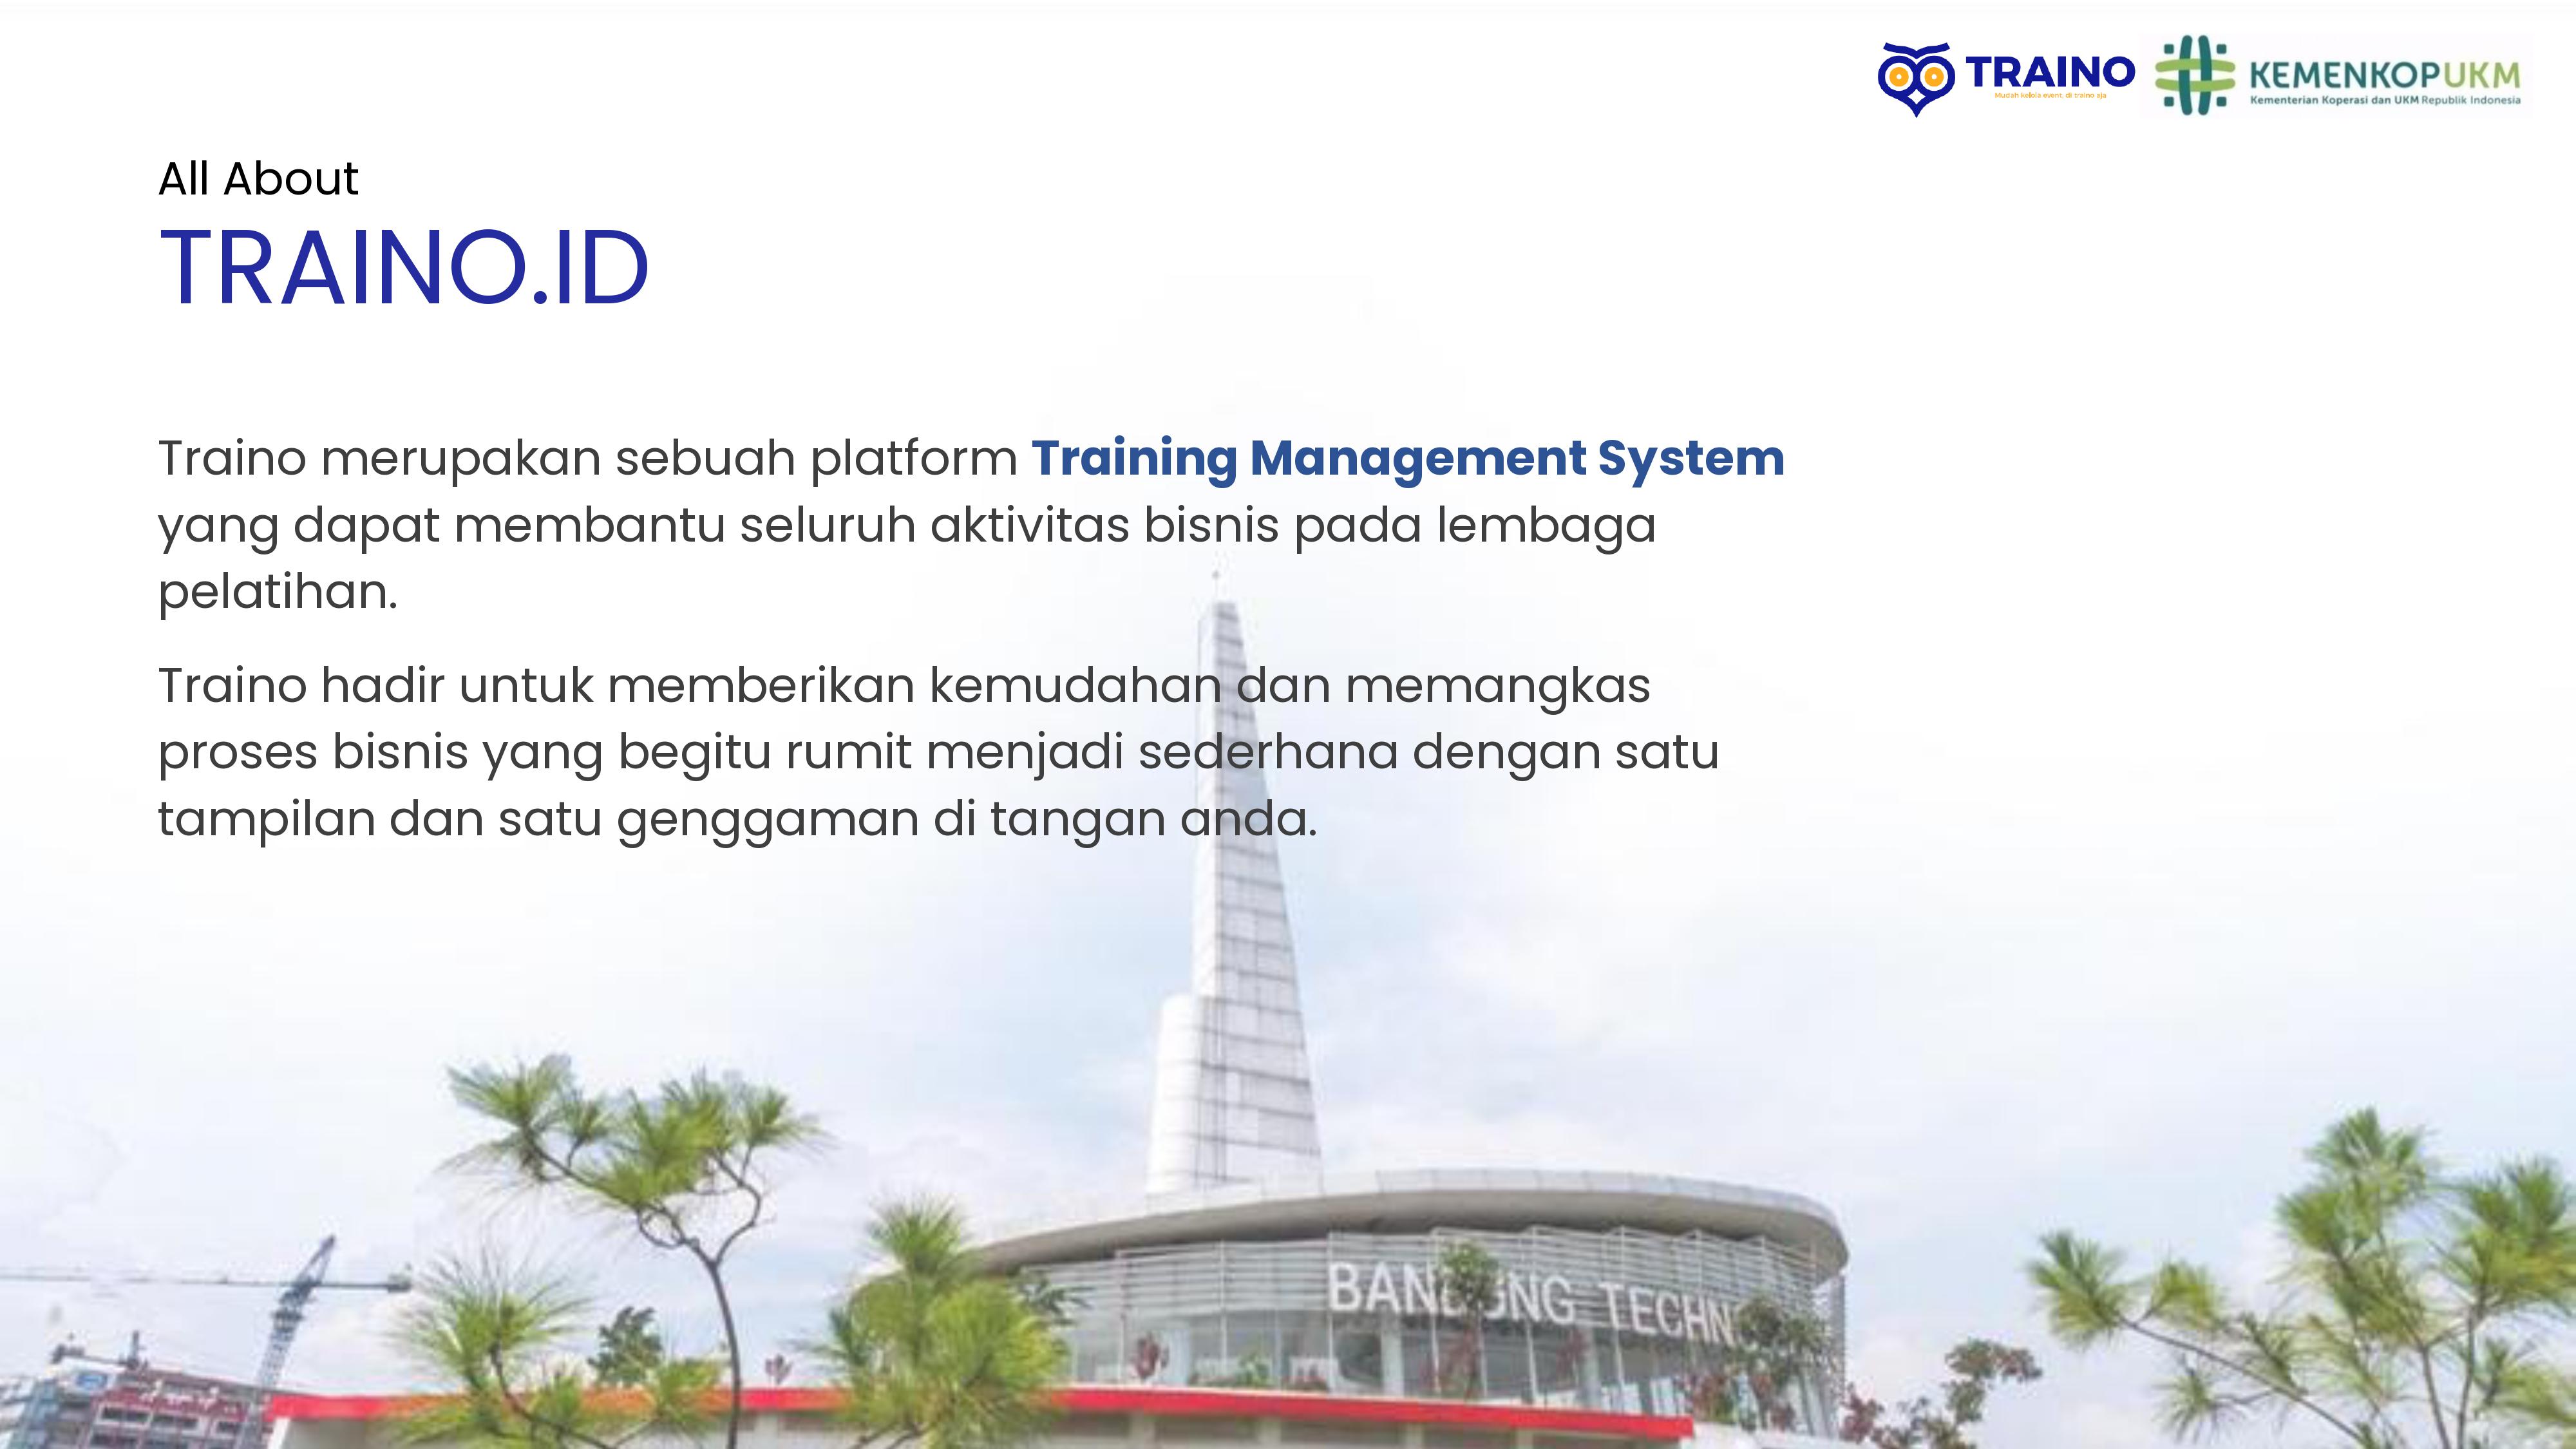 TRAINO
Mudah kelola event, di traino aja
KEMENKOPUKM
Kementerian Koperasi dan UKM Republik Indonesia
All About
TRAINO.ID
Traino merupakan sebuah platform Training Management System
yang dapat membantu seluruh aktivitas bisnis pada lembaga
pelatihan.
Traino hadir untuk memberikan kemudahan dan memangkas
proses bisnis yang begitu rumit menjadi sederhana dengan satu
tampilan dan satu genggaman di tangan anda.
BANDUNG TECHN